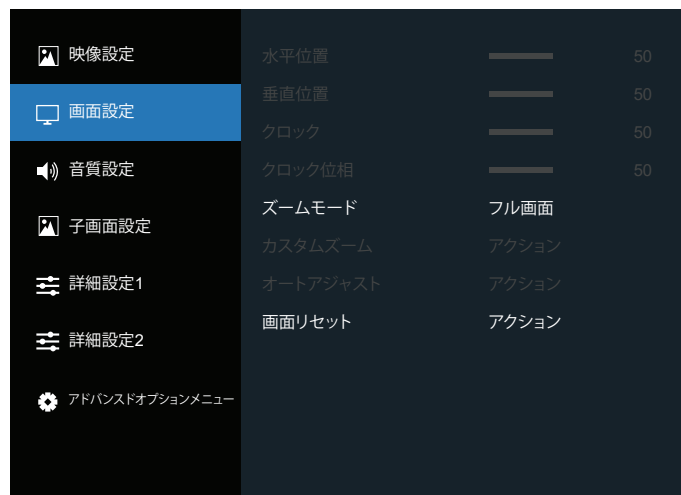 映像設定
画面設定
音質設定
子画面設定
詳細設定1
詳細設定2
アドバンスドオプションメニュー
水平位置 50
垂直位置 50
クロック 50
クロック位相 50
ズームモード フル画面
カスタムズーム アクション
オートアジャスト アクション
画面リセット アクション